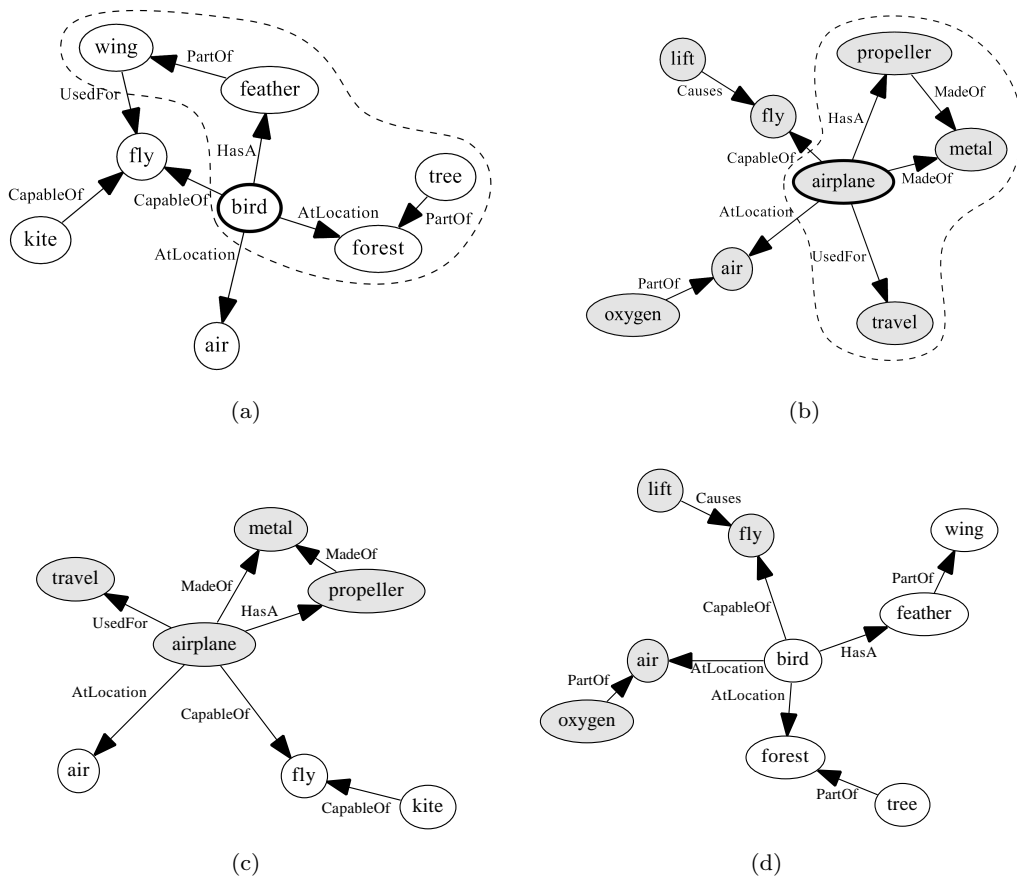 wing
PartOf
feather
UsedFor
HasA
fly
tree
CapableOf
CapableOf
bird
AtLocation
PartOf
kite
AtLocation
forest
air
(a)
lift
propeller
Causes
MadeOf
fly
HasA
metal
CapableOf
MadeOf
airplane
AtLocation
UsedFor
air
PartOf
oxygen
travel
(b)
metal
MadeOf
travel
MadeOf
propeller
HasA
UsedFor
airplane
AtLocation
CapableOf
air
fly
CapableOf
kite
(c)
lift
Causes
fly
wing
PartOf
CapableOf
feather
HasA
air
AtLocation
bird
PartOf
AtLocation
oxygen
forest
PartOf
tree
(d)